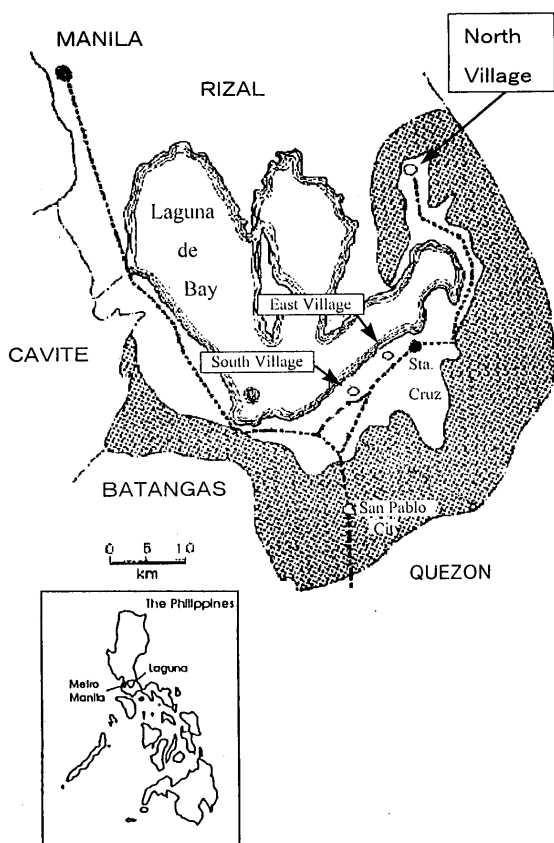 MANILA
North
Village
RIZAL
Laguna
de
Bay
East Village
South Village
CAVITE
Sta.
Cruz
BATANGAS
San Pablo
City
0 5 10
km
QUEZON
The Philippines
Laguna
Metro
Manila